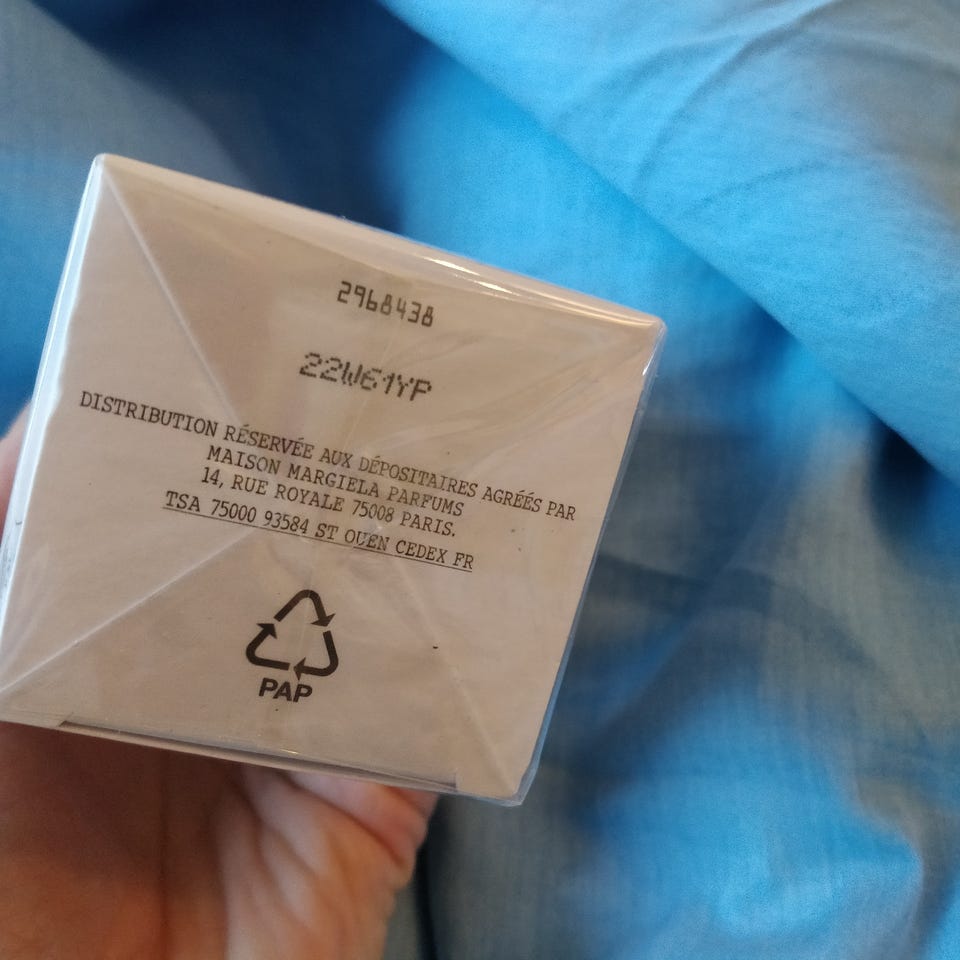 2968438
22W61YP
DISTRIBUTION RÉSERVÉE AUX DÉPOSITAIRES AGRÉÉS PAR
MAISON MARGIELA PARFUMS
14, RUE ROYALE 75008 PARIS.
TSA 75000 93584 ST OUEN CEDEX FR
PAP